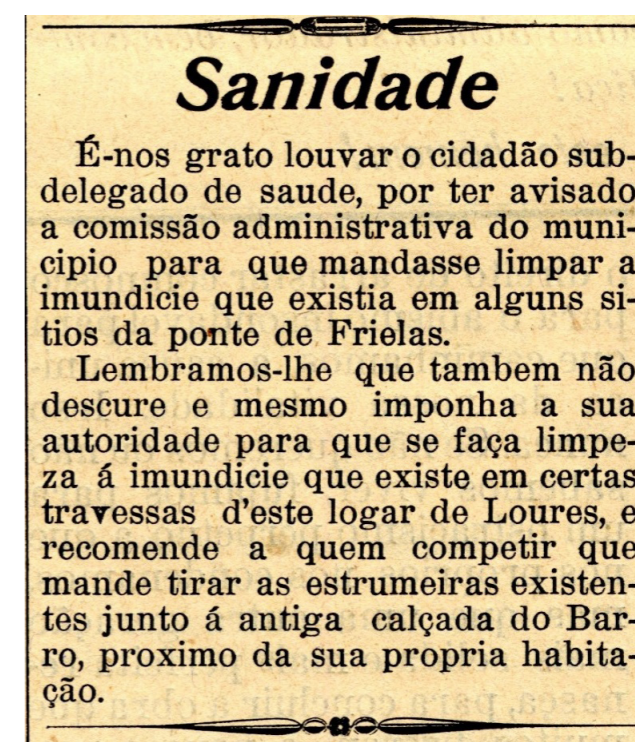 Sanidade
É-nos grato louvar o cidadão sub-
delegado de saude, por ter avisado
a comissão administrativa do muni-
cipio para que mandasse limpar a
imundicie que existia em alguns si-
tios da ponte de Frielas.
Lembramos-lhe que tambem não
descure e mesmo imponha a sua
autoridade para que se faça limpe-
za á imundicie que existe em certas
travessas d'este logar de Loures, e
recomende a quem competir que
mande tirar as estrumeiras existen-
tes junto á antiga calçada do Bar-
ro, proximo da sua propria habita-
ção.